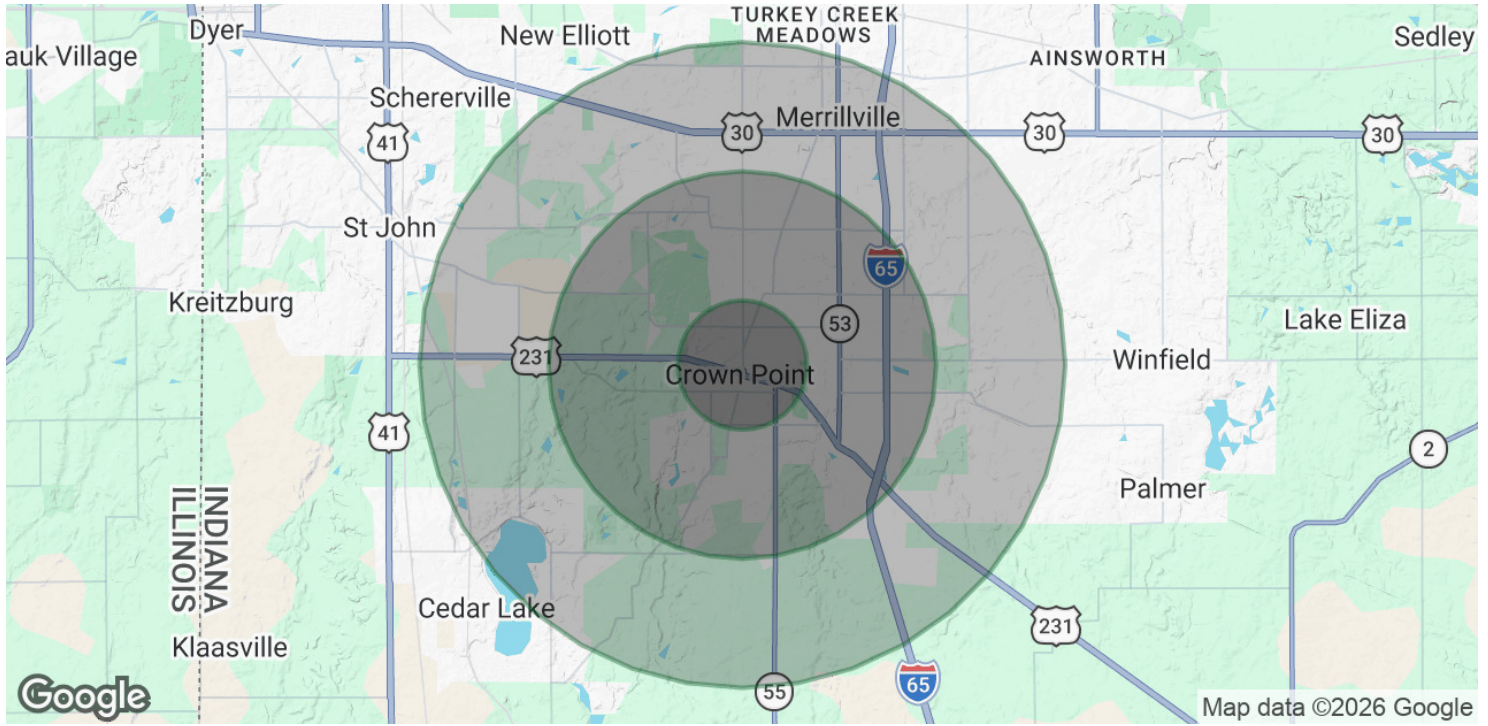 TURKEY CREEK
MEADOWS
Dyer
New Elliott
Sedley
auk Village
AINSWORTH
Schererville
Merrillville
30
30
30
41
St John
65
Kreitzburg
53
Lake Eliza
231
Winfield
Crown Point
41
2
Palmer
INDIANA
ILLINOIS
Cedar Lake
231
Klaasville
65
55
Google
Map data ©2026 Google